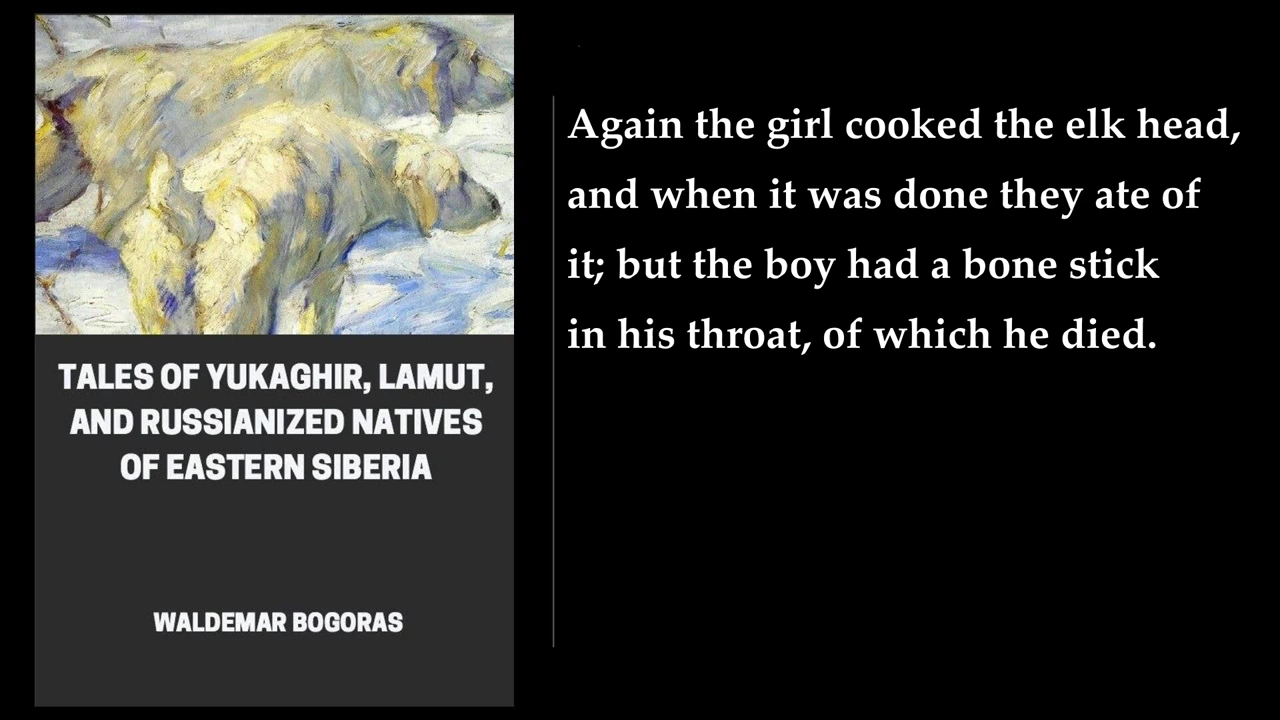 TALES OF YUKAGHIR, LAMUT,
AND RUSSIANIZED NATIVES
OF EASTERN SIBERIA
WALDEMAR BOGORAS
Again the girl cooked the elk head,
and when it was done they ate of
it; but the boy had a bone stick
in his throat, of which he died.